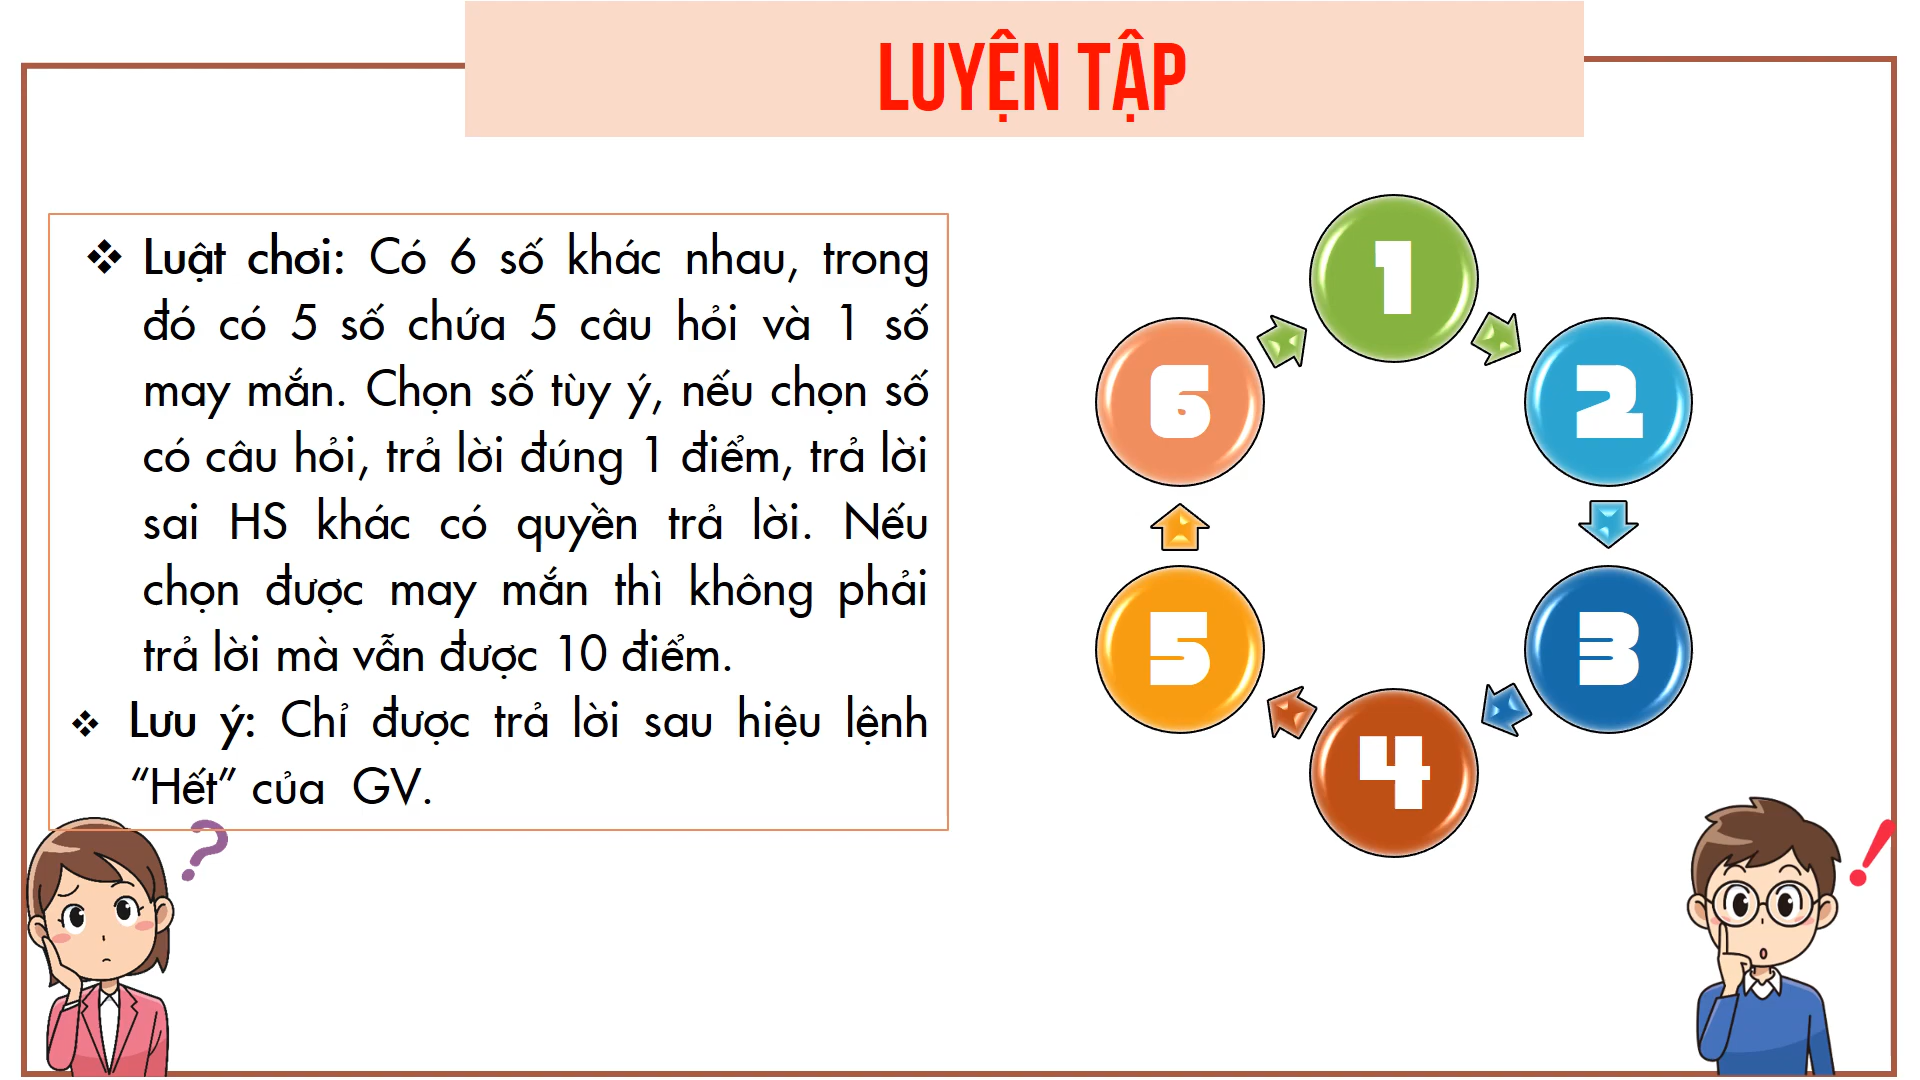 LUYỆN TẬP
❖ Luật chơi: Có 6 số khác nhau, trong
đó có 5 số chứa 5 câu hỏi và 1 số
may mắn. Chọn số tùy ý, nếu chọn số
có câu hỏi, trả lời đúng 1 điểm, trả lời
sai HS khác có quyền trả lời. Nếu
chọn được may mắn thì không phải
trả lời mà vẫn được 10 điểm.
❖ Lưu ý: Chỉ được trả lời sau hiệu lệnh
“Hết” của GV.
1
2
3
4
5
6
?
!